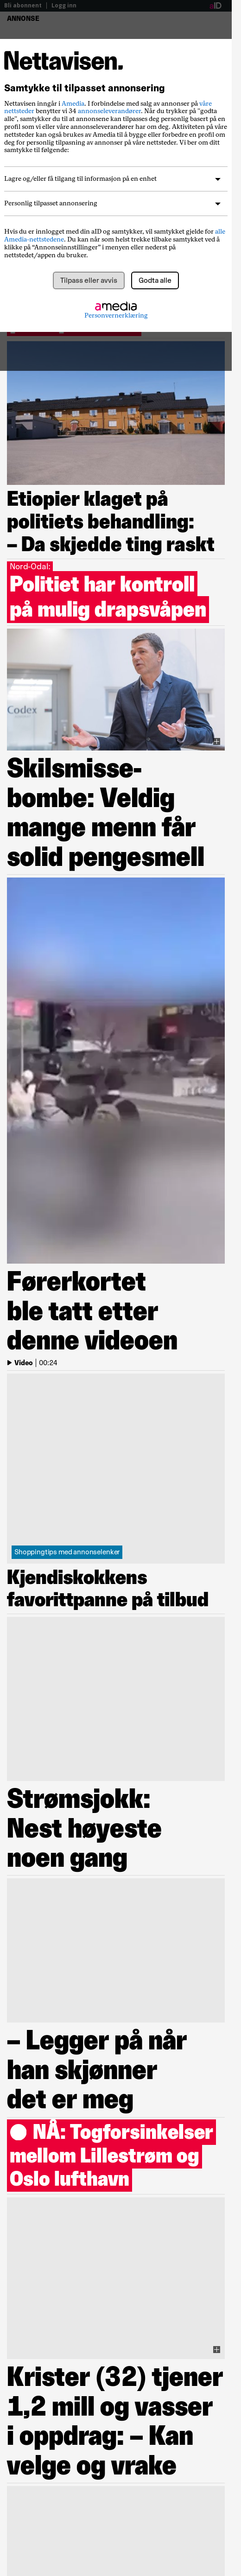 Bli abonnent | Logg inn
aID
ANNONSE
Nettavisen.
Samtykke til tilpasset annonsering
Nettavisen inngår i Amedia. I forbindelse med salg av annonser på våre
nettsteder benytter vi 34 annonseleverandører. Når du trykker på "godta
alle", samtykker du til at annonsene kan tilpasses deg personlig basert på en
profil som vi eller våre annonseleverandører har om deg. Aktiviteten på våre
nettsteder kan også brukes av Amedia til å bygge eller forbedre en profil om
deg for personlig tilpasning av annonser på våre nettsteder. Vi ber om ditt
samtykke til følgende:
Lagre og/eller få tilgang til informasjon på en enhet
Personlig tilpasset annonsering
Hvis du er innlogget med din aID og samtykker, vil samtykket gjelde for alle
Amedia-nettstedene. Du kan når som helst trekke tilbake samtykket ved å
klikke på “Annonseinnstillinger” i menyen eller nederst på
nettstedet/appen du bruker.
Tilpass eller avvis
Godta alle
amedia
Personvernerklæring
Etiopier klaget på
politiets behandling:
– Da skjedde ting raskt
Nord-Odal:
Politiet har kontroll
på mulig drapsvåpen
Codex
Skilsmisse-
bombe: Veldig
mange menn får
solid pengesmell
Førerkortet
ble tatt etter
denne videoen
Video | 00:24
Shoppingtips med annonselenker
Kjendiskokkens
favorittpanne på tilbud
Strømsjokk:
Nest høyeste
noen gang
– Legger på når
han skjønner
det er meg
NÅ: Togforsinkelser
mellom Lillestrøm og
Oslo lufthavn
Krister (32) tjener
1,2 mill og vasser
i oppdrag: – Kan
velge og vrake